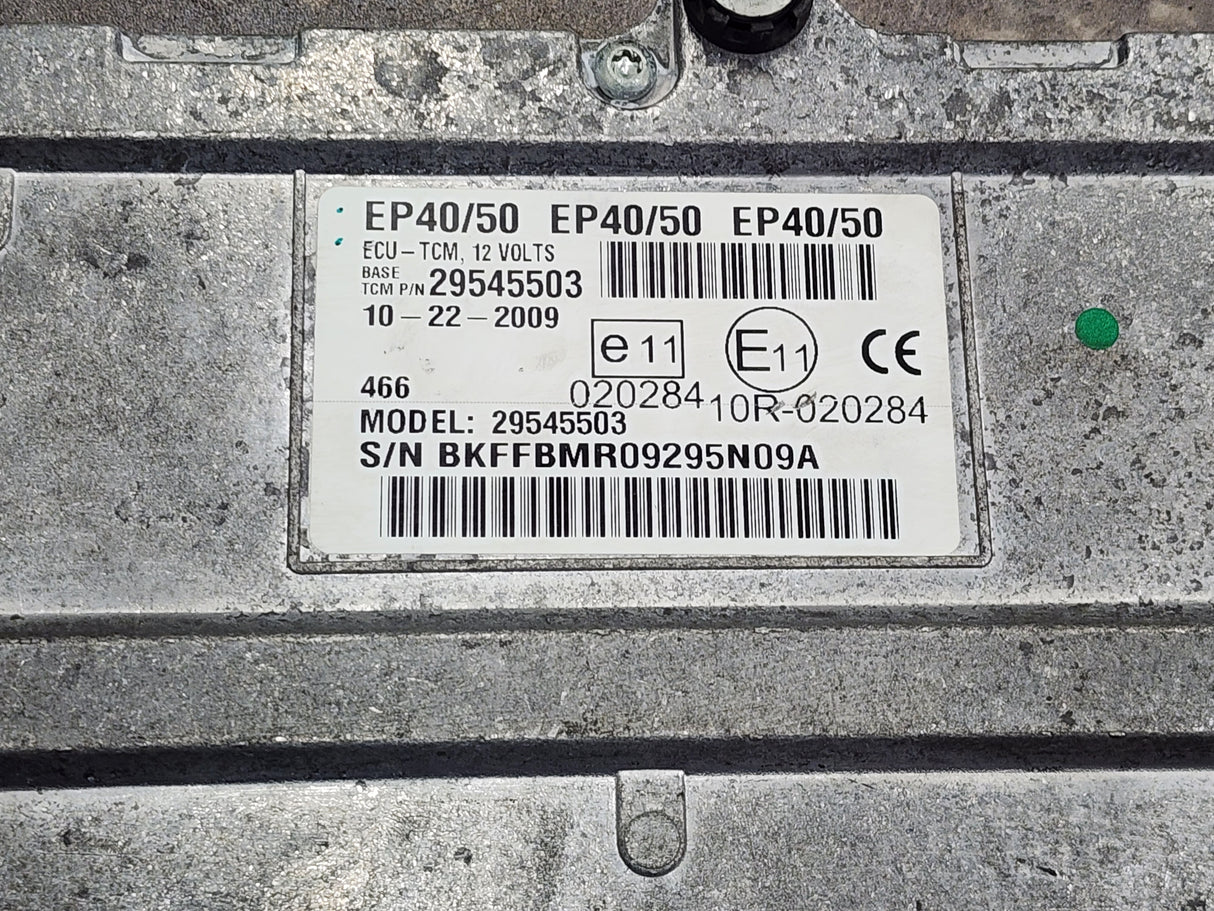 EP40/50 EP40/50 EP40/50
ECU-TCM, 12 VOLTS
BASE
TCM P/N 29545503
10-22-2009
e11
E11
CE
466
020284
10R-020284
MODEL: 29545503
S/N BKFFBMR09295N09A